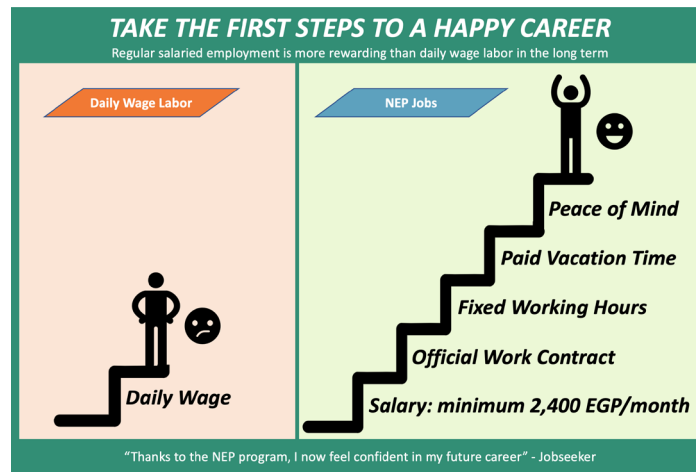 TAKE THE FIRST STEPS TO A HAPPY CAREER
Regular salaried employment is more rewarding than daily wage labor in the long term
Daily Wage Labor
Daily Wage
NEP Jobs
Peace of Mind
Paid Vacation Time
Fixed Working Hours
Official Work Contract
Salary: minimum 2,400 EGP/month
“Thanks to the NEP program, I now feel confident in my future career” - Jobseeker